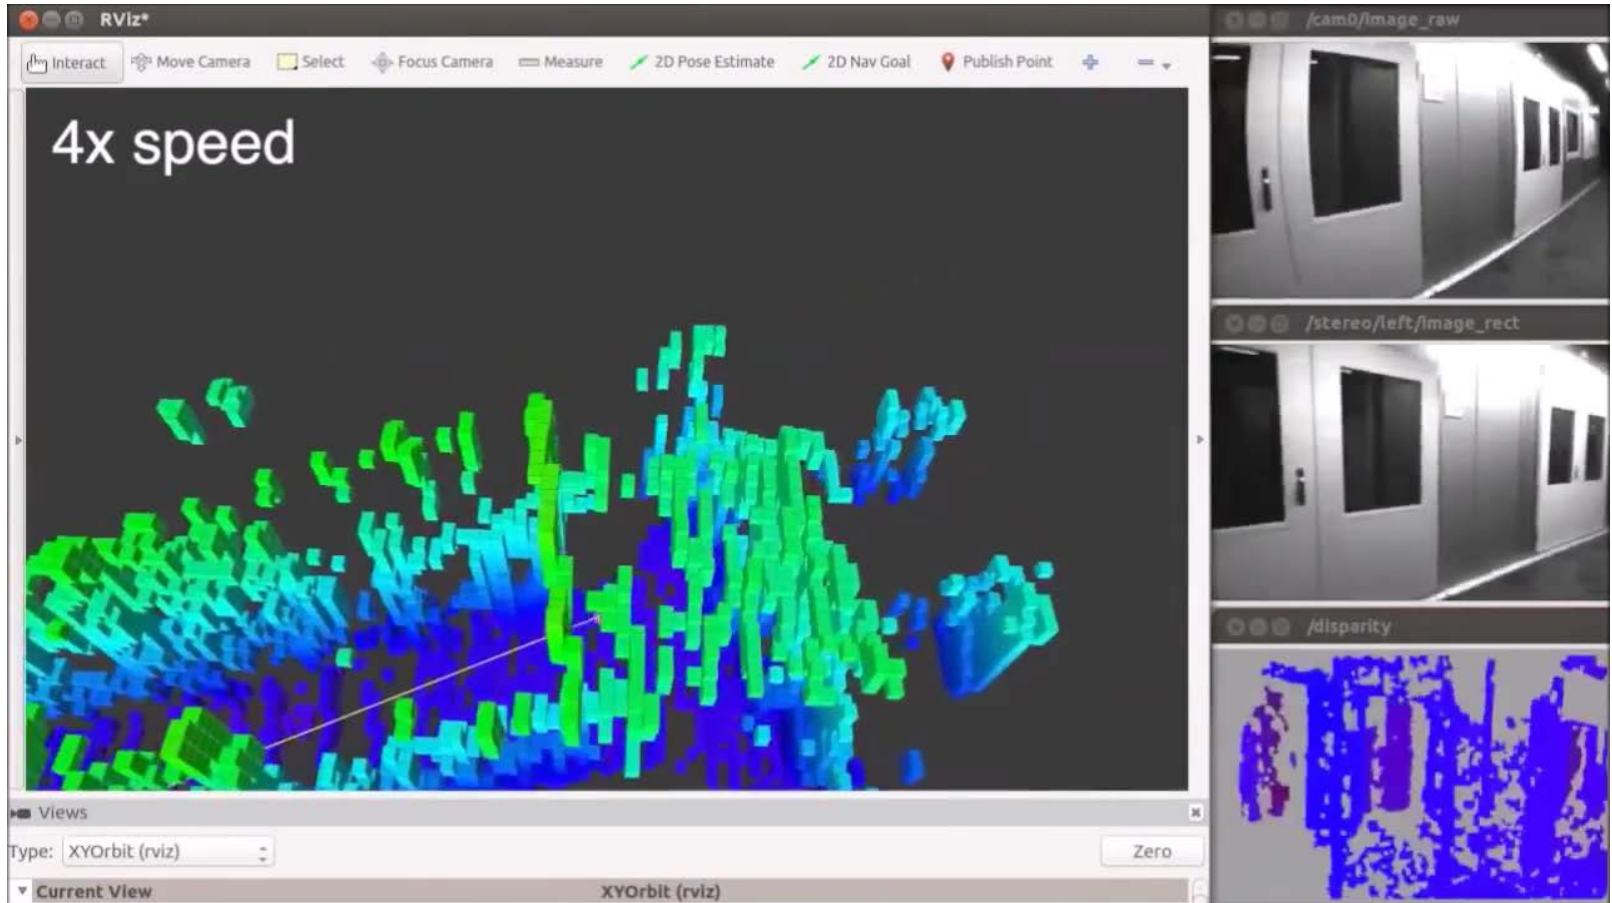 RViz*
Interact Move Camera Select Focus Camera Measure 2D Pose Estimate 2D Nav Goal Publish Point
4x speed
Views
Type: XYOrbit (rviz) Zero
Current View XYOrbit (rviz)
/cam0/image_raw
/stereo/left/image_rect
/disparity